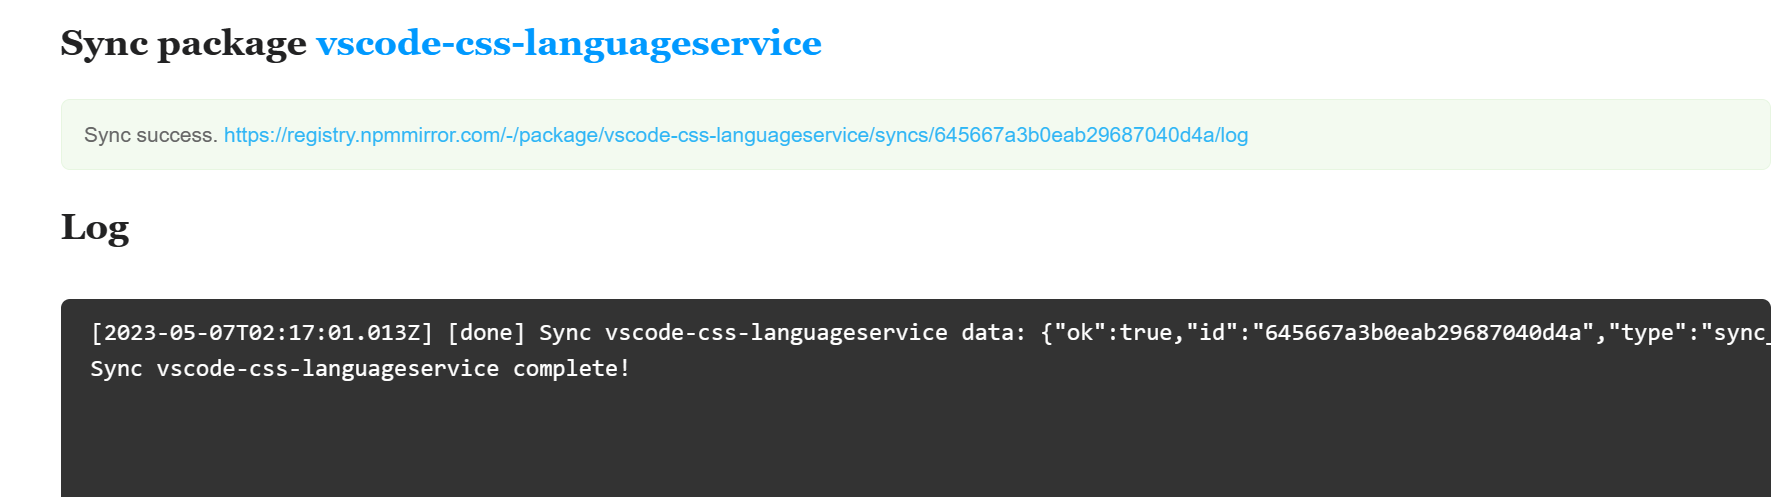 Sync package vscode-css-languageservice
Sync success. https://registry.npmmirror.com/-/package/vscode-css-languageservice/syncs/645667a3b0eab29687040d4a/log
Log
[2023-05-07T02:17:01.013Z] [done] Sync vscode-css-languageservice data: {"ok":true,"id":"645667a3b0eab29687040d4a","type":"sync_
Sync vscode-css-languageservice complete!